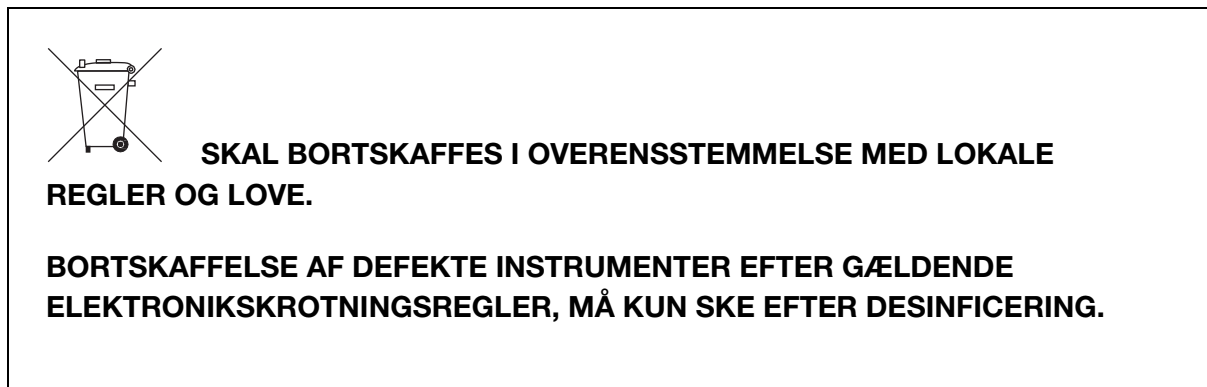 SKAL BORTSKAFFES I OVERENSSTEMMELSE MED LOKALE
REGLER OG LOVE.
BORTSKAFFELSE AF DEFEKTE INSTRUMENTER EFTER GÆLDENDE
ELEKTRONIKSKROTNINGSREGLER, MÅ KUN SKE EFTER DESINFICERING.